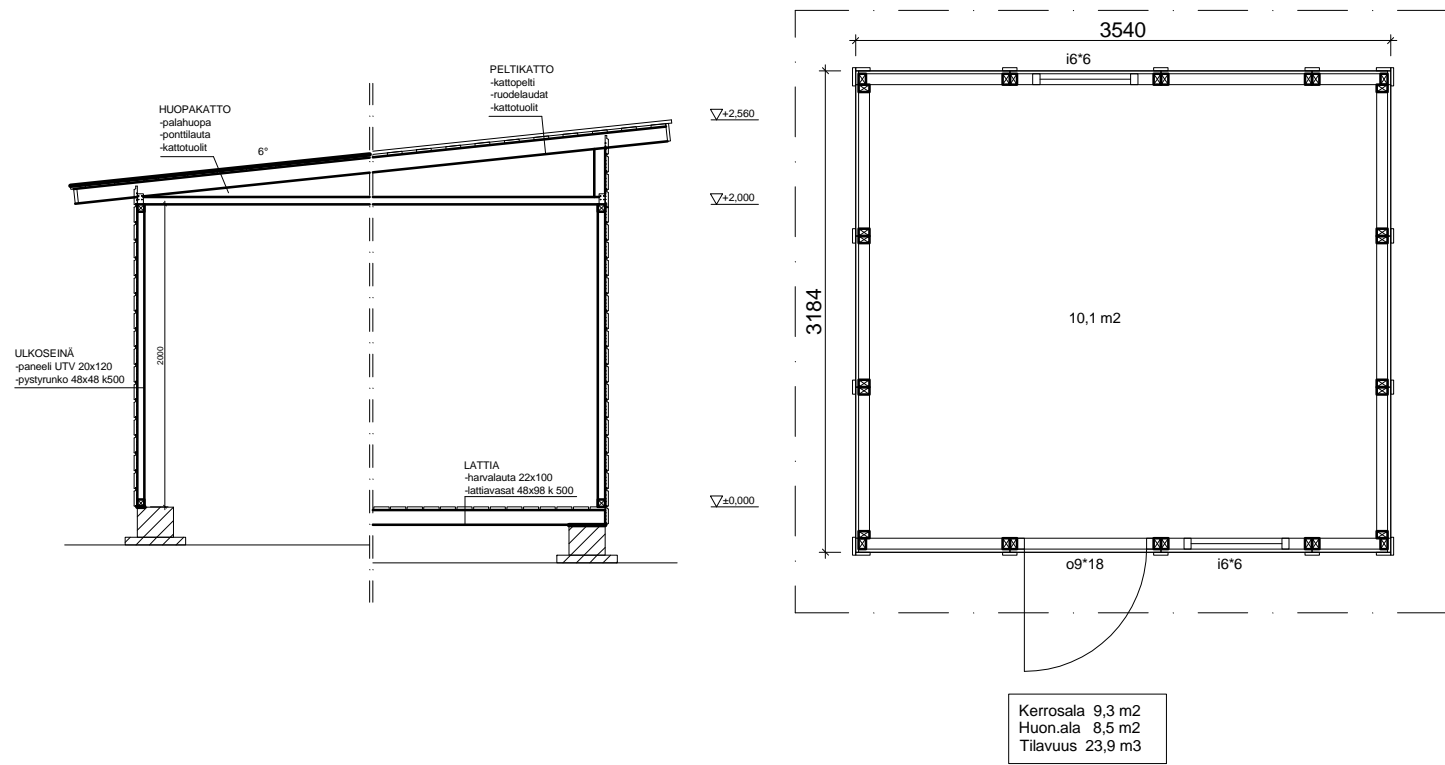 HUOPAKATTO
-palahuopa
-ponttilauta
-kattotuolit
6°
PELTIKATTO
-kattopelti
-ruodelaudat
-kattotuolit
+2,560
+2,000
±0,000
ULKOSEINÄ
-paneeli UTV 20x120
-pystyrunko 48x48 k500
2000
LATTIA
-harvalauta 22x100
-lattiavasat 48x98 k 500
3540
i6*6
3184
10,1 m2
o9*18
i6*6
Kerrosala 9,3 m2
Huon.ala 8,5 m2
Tilavuus 23,9 m3